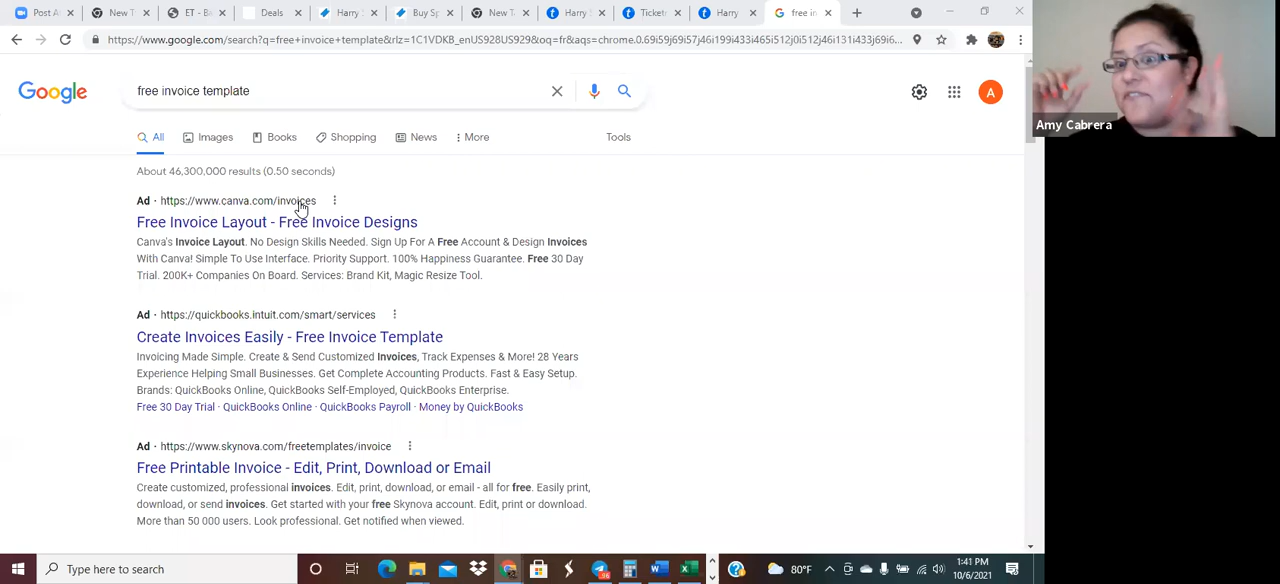 Post A
New T
ET - B
Deals
Harry
Buy Sp
New T
Harry S
Ticket
Harry
free in
https://www.google.com/search?q=free+invoice+template&rlz=1C1VDKB_enUS928US929&oq=fr&aqs=chrome.0.69i59j69i57j46i199i433i465i512j0i512j46i131i433j69i6...
Google
free invoice template
A
All
Images
Books
Shopping
News
More
Tools
About 46,300,000 results (0.50 seconds)
Ad · https://www.canva.com/invoices
Free Invoice Layout - Free Invoice Designs
Canva's Invoice Layout. No Design Skills Needed. Sign Up For A Free Account & Design Invoices
With Canva! Simple To Use Interface. Priority Support. 100% Happiness Guarantee. Free 30 Day
Trial. 200K+ Companies On Board. Services: Brand Kit, Magic Resize Tool.
Ad · https://quickbooks.intuit.com/smart/services
Create Invoices Easily - Free Invoice Template
Invoicing Made Simple. Create & Send Customized Invoices, Track Expenses & More! 28 Years
Experience Helping Small Businesses. Get Complete Accounting Products. Fast & Easy Setup.
Brands: QuickBooks Online, QuickBooks Self-Employed, QuickBooks Enterprise.
Free 30 Day Trial · QuickBooks Online · QuickBooks Payroll · Money by QuickBooks
Ad · https://www.skynova.com/freetemplates/invoice
Free Printable Invoice - Edit, Print, Download or Email
Create customized, professional invoices. Edit, print, download, or email - all for free. Easily print,
download, or send invoices. Get started with your free Skynova account. Edit, print or download.
More than 50 000 users. Look professional. Get notified when viewed.
Amy Cabrera
Type here to search
80°F
1:41 PM
10/6/2021